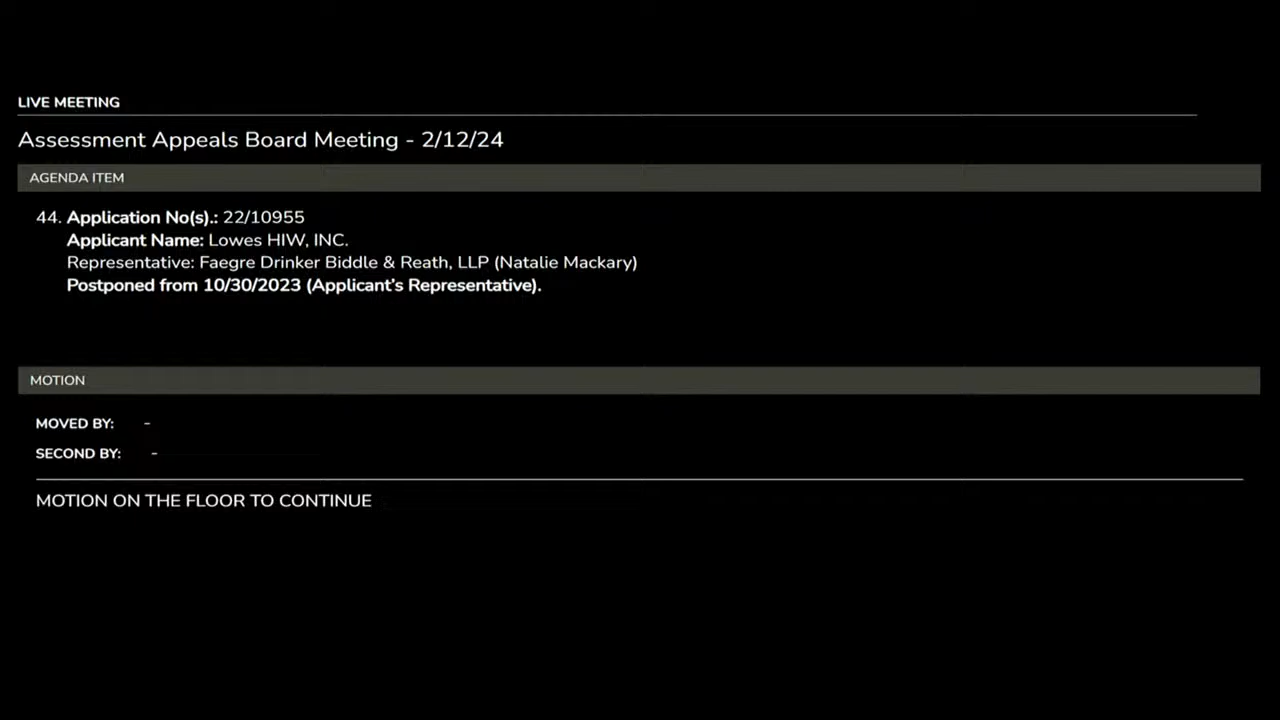 LIVE MEETING
Assessment Appeals Board Meeting - 2/12/24
AGENDA ITEM
44. Application No(s).: 22/10955
Applicant Name: Lowes HIW, INC.
Representative: Faegre Drinker Biddle & Reath, LLP (Natalie Mackary)
Postponed from 10/30/2023 (Applicant's Representative).
MOTION
MOVED BY: -
SECOND BY: -
MOTION ON THE FLOOR TO CONTINUE